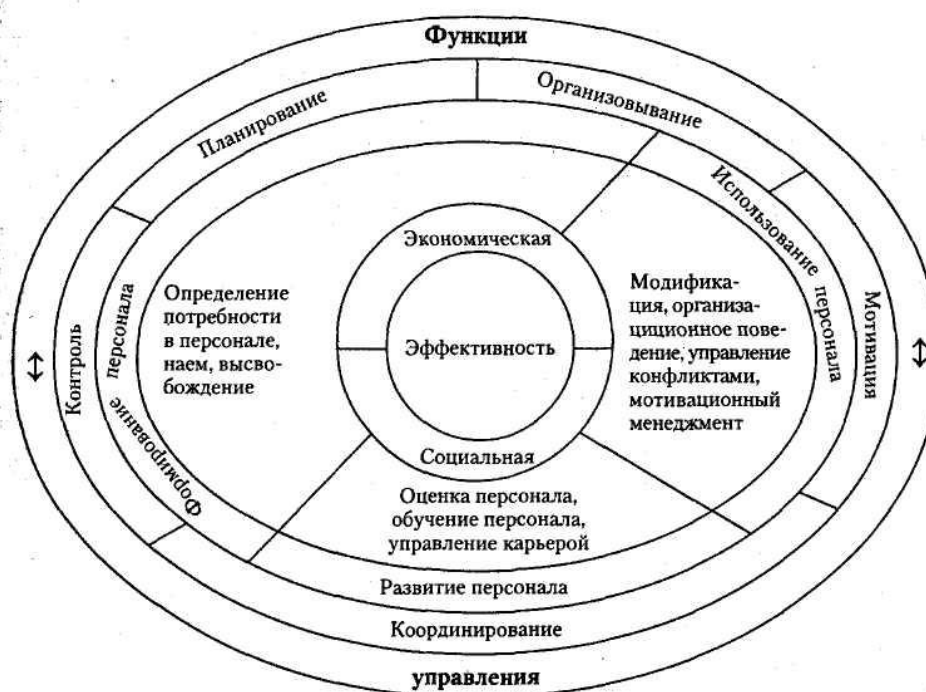 Функции
Планирование
Организовывание
Использование персонала
Мотивация
Контроль
Формирование персонала
Экономическая
Эффективность
Социальная
Определение
потребности
в персонале,
наем, высво-
бождение
Модифика-
ция, организа-
ациционное пове-
дение, управление
конфликтами,
мотивационный
менеджмент
Оценка персонала,
обучение персонала,
управление карьерой
Развитие персонала
Координирование
управления